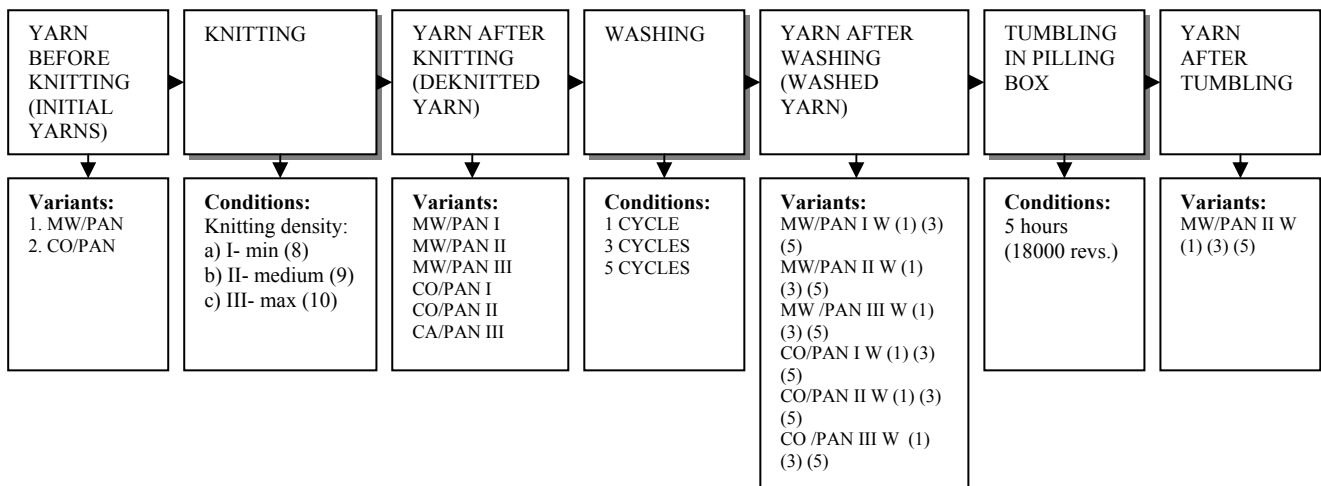 YARN
BEFORE
KNITTING
(INITIAL
YARNS)
KNITTING
YARN AFTER
KNITTING
(DEKNITTED
YARN)
WASHING
YARN AFTER
WASHING
(WASHED
YARN)
TUMBLING
IN PILLING
BOX
YARN
AFTER
TUMBLING
Variants:
1. MW/PAN
2. CO/PAN
Conditions:
Knitting density:
a) I- min (8)
b) II- medium (9)
c) III- max (10)
Variants:
MW/PAN I
MW/PAN II
MW/PAN III
CO/PAN I
CO/PAN II
CA/PAN III
Conditions:
1 CYCLE
3 CYCLES
5 CYCLES
Variants:
MW/PAN I W (1) (3)
(5)
MW/PAN II W (1)
(3) (5)
MW /PAN III W (1)
(3) (5)
CO/PAN I W (1) (3)
(5)
CO/PAN II W (1) (3)
(5)
CO /PAN III W (1)
(3) (5)
Conditions:
5 hours
(18000 revs.)
Variants:
MW/PAN II W
(1) (3) (5)